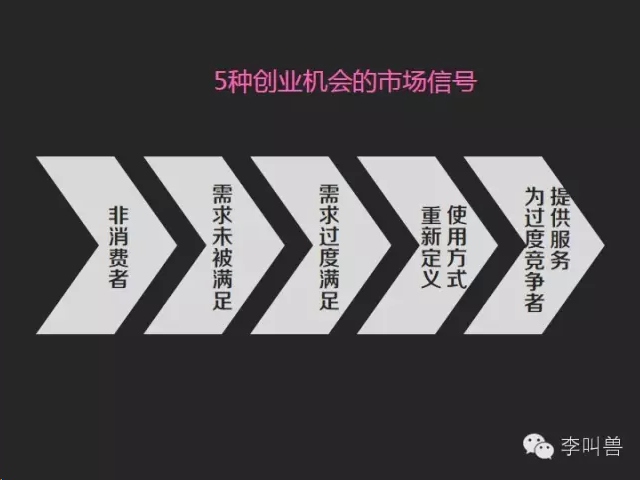 5种创业机会的市场信号
非消费者
需求未被满足
需求过度满足
重新定义
使用方式
为过度竞争者
提供服务
李叫兽